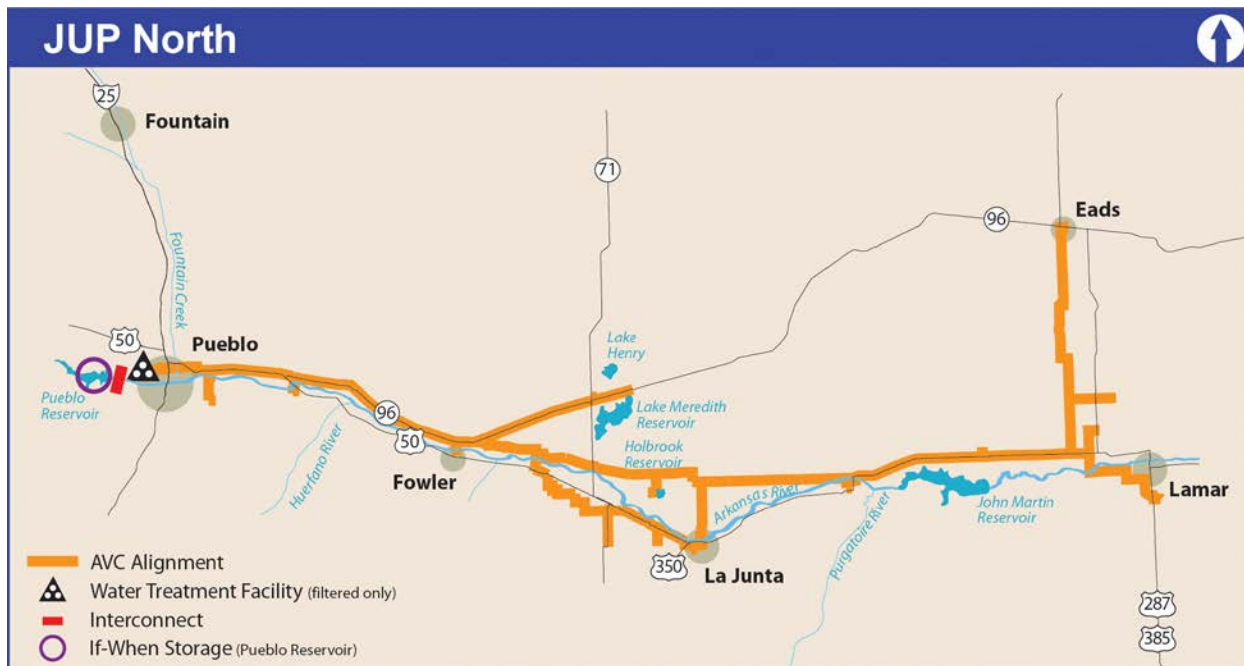 JUP North
25
Fountain
71
Eads
96
Fountain Creek
50
Pueblo
Lake
Henry
Pueblo
Reservoir
Lake Meredith
Reservoir
96
50
Holbrook
Reservoir
Huerfano River
Fowler
Arkansas River
Lamar
John Martin
Reservoir
Purgatoire River
350
La Junta
AVC Alignment
Water Treatment Facility (filtered only)
Interconnect
If-When Storage (Pueblo Reservoir)
287
385